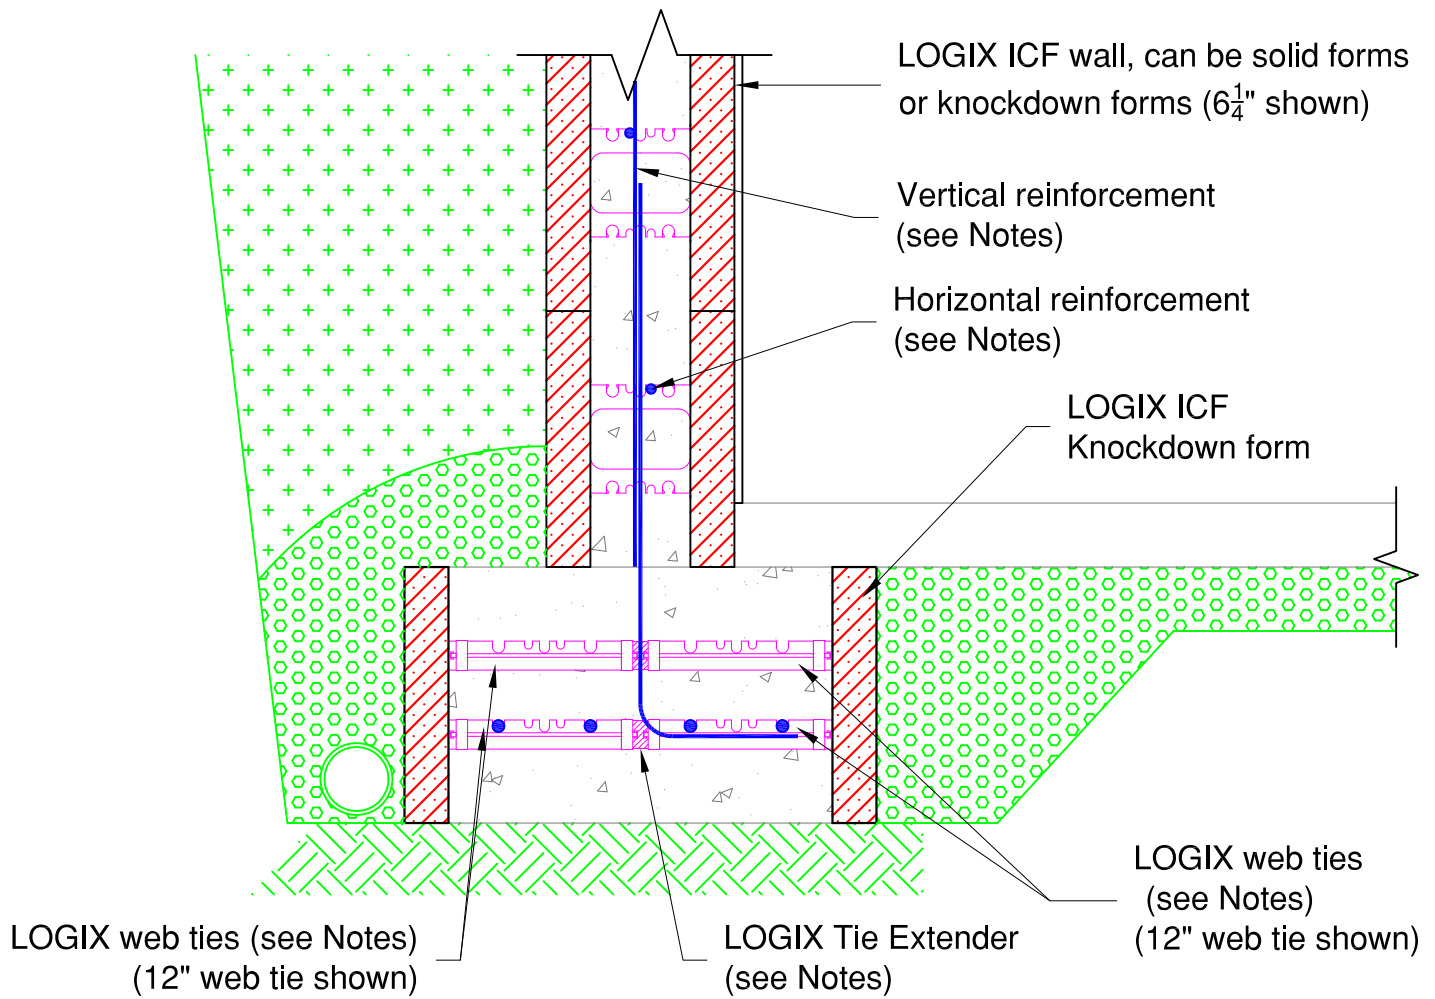 LOGIX ICF wall, can be solid forms
or knockdown forms (6 1/4" shown)
Vertical reinforcement
(see Notes)
Horizontal reinforcement
(see Notes)
LOGIX ICF
Knockdown form
LOGIX web ties
(see Notes)
(12" web tie shown)
LOGIX web ties (see Notes)
(12" web tie shown)
LOGIX Tie Extender
(see Notes)